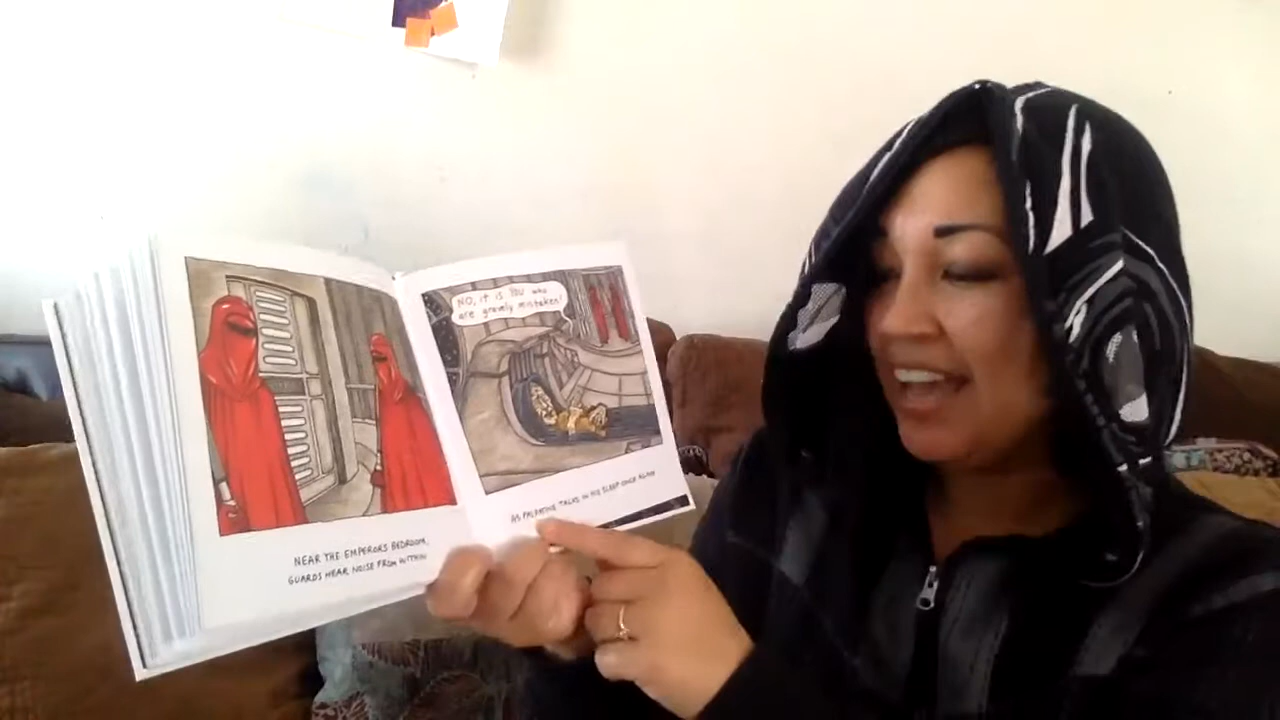 NEAR THE EMPEROR'S BEDROOM,
GUARDS HEAR NOISE FROM WITHIN
NO, it is YOU who
are gravely mistaken!
AS PALPATINE TALKS IN HIS SLEEP ONCE AGAIN